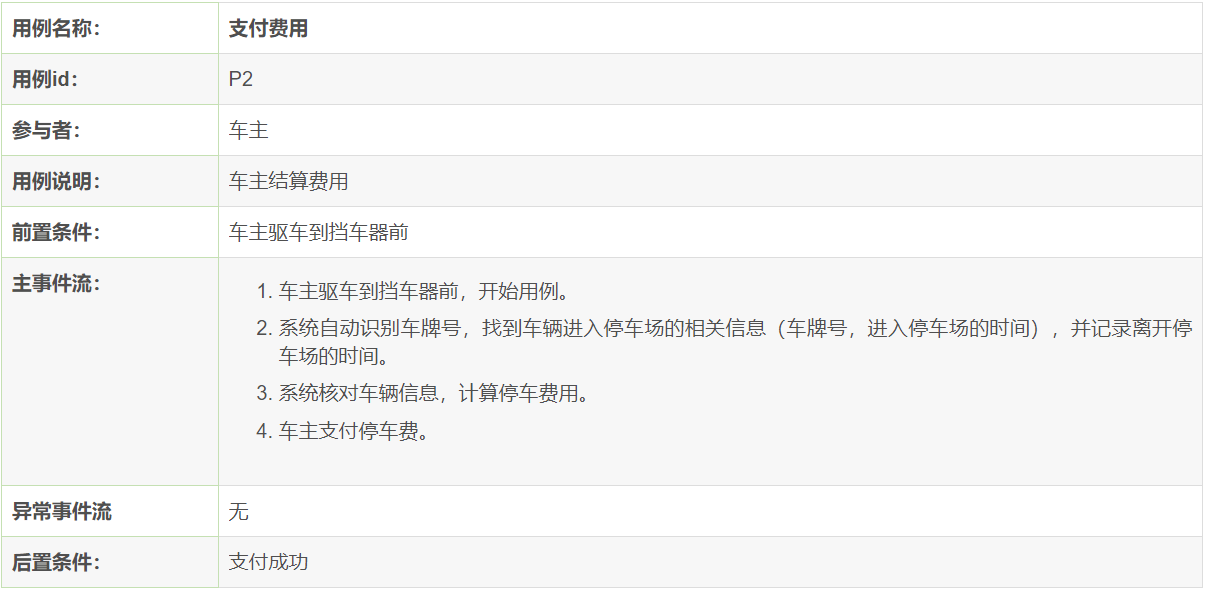 用例名称： 支付费用
用例id： P2
参与者： 车主
用例说明： 车主结算费用
前置条件： 车主驱车到挡车器前
主事件流：
1. 车主驱车到挡车器前，开始用例。
2. 系统自动识别车牌号，找到车辆进入停车场的相关信息（车牌号，进入停车场的时间），并记录离开停
车场的时间。
3. 系统核对车辆信息，计算停车费用。
4. 车主支付停车费。
异常事件流 无
后置条件： 支付成功